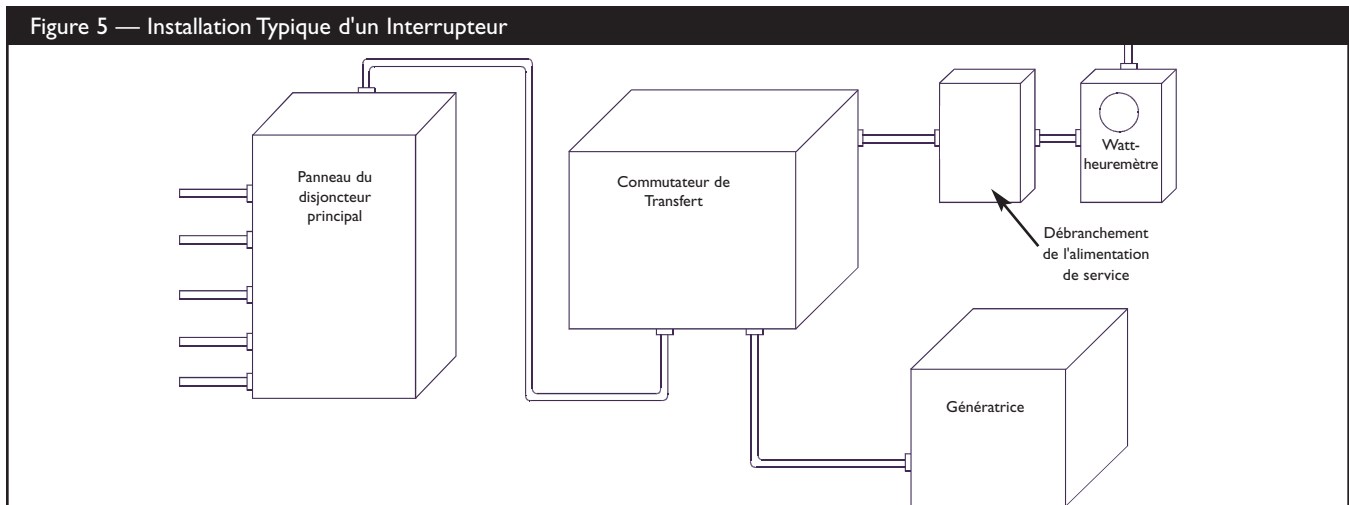 Figure 5 — Installation Typique d'un Interrupteur
Panneau du
disjoncteur
principal
Commutateur de
Transfert
Watt-
heuremètre
Débranchement
de l'alimentation
de service
Génératrice